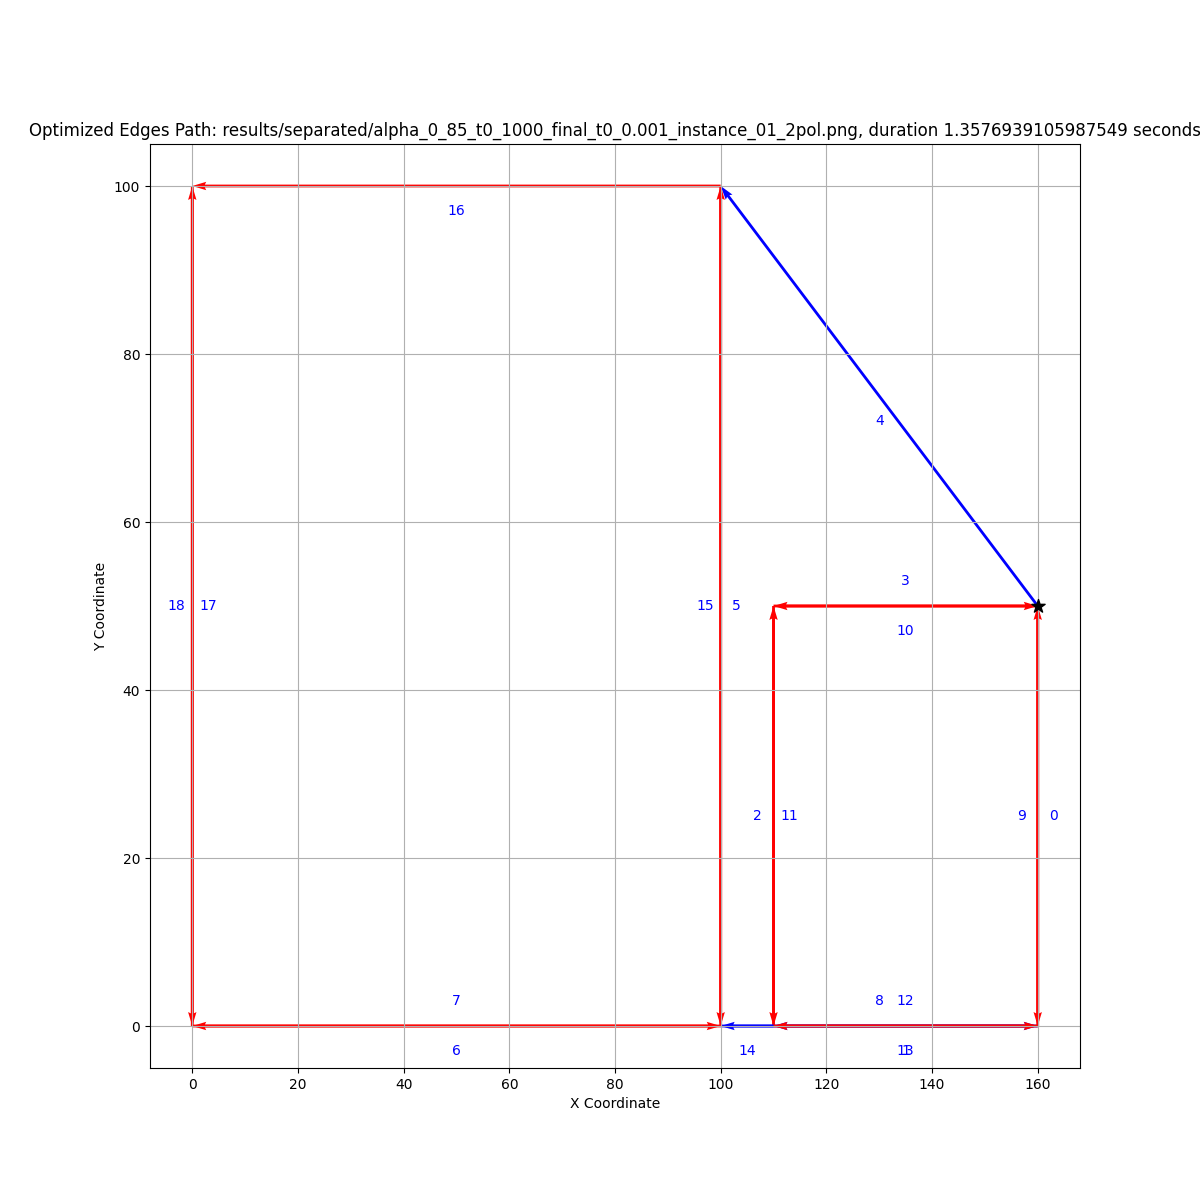 Optimized Edges Path: results/separated/alpha_0_85_t0_1000_final_t0_0.001_instance_01_2pol.png, duration 1.3576939105987549 seconds
100
16
80
4
60
3
18 17 15 5
10
Y Coordinate
40
2 11 9 0
20
7 8 12
0
6 14 13
0 20 40 60 80 100 120 140 160
X Coordinate